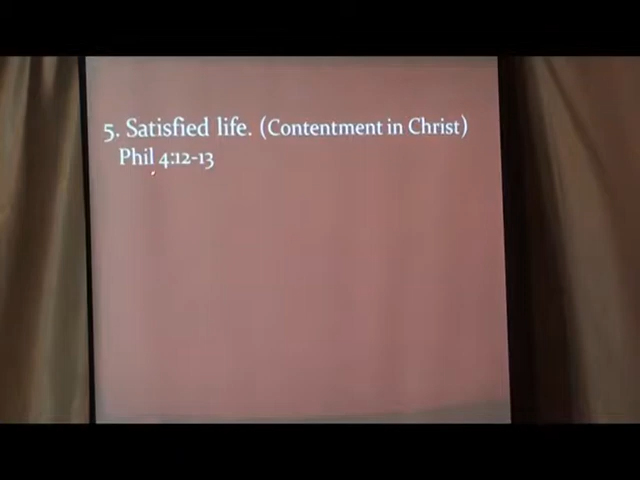 5. Satisfied life. (Contentment in Christ)
Phil 4:12-13